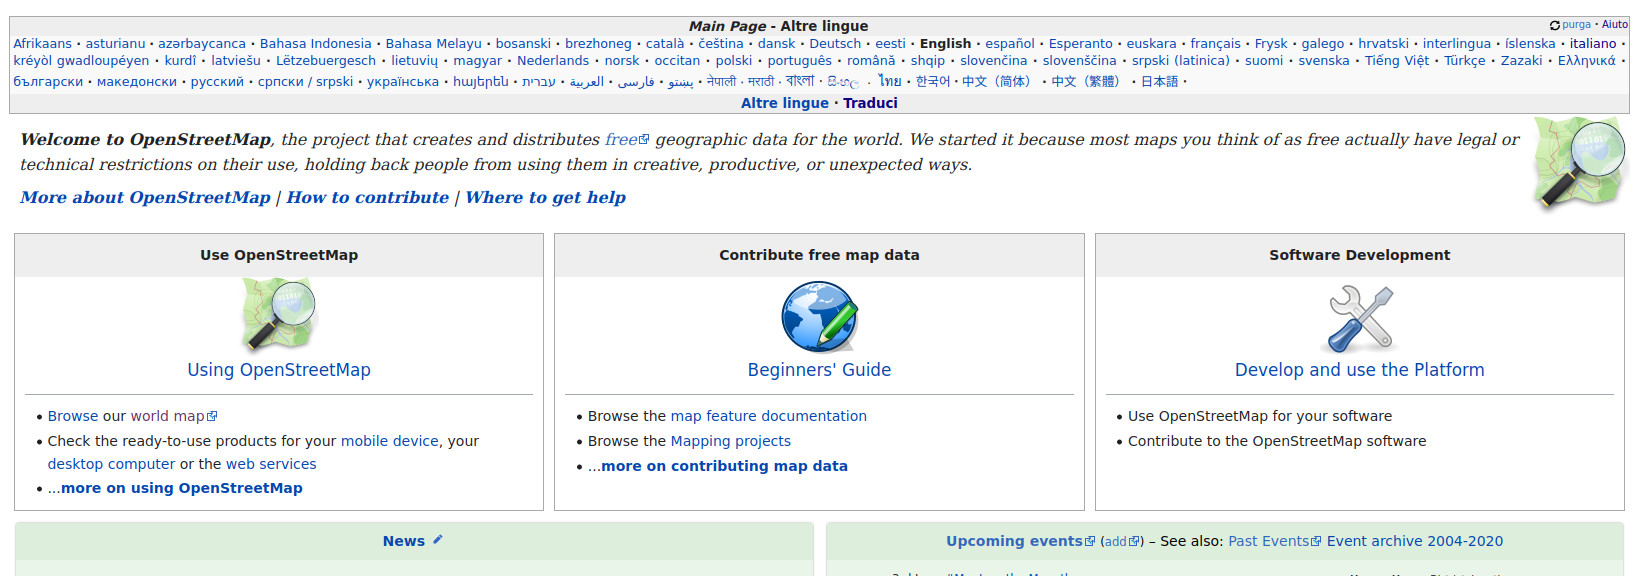 Main Page - Altre lingue
purga · Aiuto
Afrikaans · asturianu · azərbaycanca · Bahasa Indonesia · Bahasa Melayu · bosanski · brezhoneg · català · čeština · dansk · Deutsch · eesti · English · español · Esperanto · euskara · français · Frysk · galego · hrvatski · interlingua · íslenska · italiano ·
kréyòl gwadloupéyen · kurdî · latviešu · Lëtzebuergesch · lietuvių · magyar · Nederlands · norsk · occitan · polski · português · română · shqip · slovenčina · slovenščina · srpski (latinica) · suomi · svenska · Tiếng Việt · Türkçe · Zazaki · Ελληνικά ·
български · македонски · русский · српски / srpski · українська · հայերեն · עברית · العربية · فارسی · پښتو · नेपाली · मराठी · বাংলা · සිංහල · ไทย · 한국어 · 中文（简体） · 中文（繁體） · 日本語 ·
Altre lingue · Traduci
Welcome to OpenStreetMap, the project that creates and distributes free geographic data for the world. We started it because most maps you think of as free actually have legal or
technical restrictions on their use, holding back people from using them in creative, productive, or unexpected ways.
More about OpenStreetMap | How to contribute | Where to get help
Use OpenStreetMap
Using OpenStreetMap
• Browse our world map
• Check the ready-to-use products for your mobile device, your
desktop computer or the web services
• ...more on using OpenStreetMap
Contribute free map data
Beginners' Guide
• Browse the map feature documentation
• Browse the Mapping projects
• ...more on contributing map data
Software Development
Develop and use the Platform
• Use OpenStreetMap for your software
• Contribute to the OpenStreetMap software
News
Upcoming events (add) – See also: Past Events Event archive 2004-2020